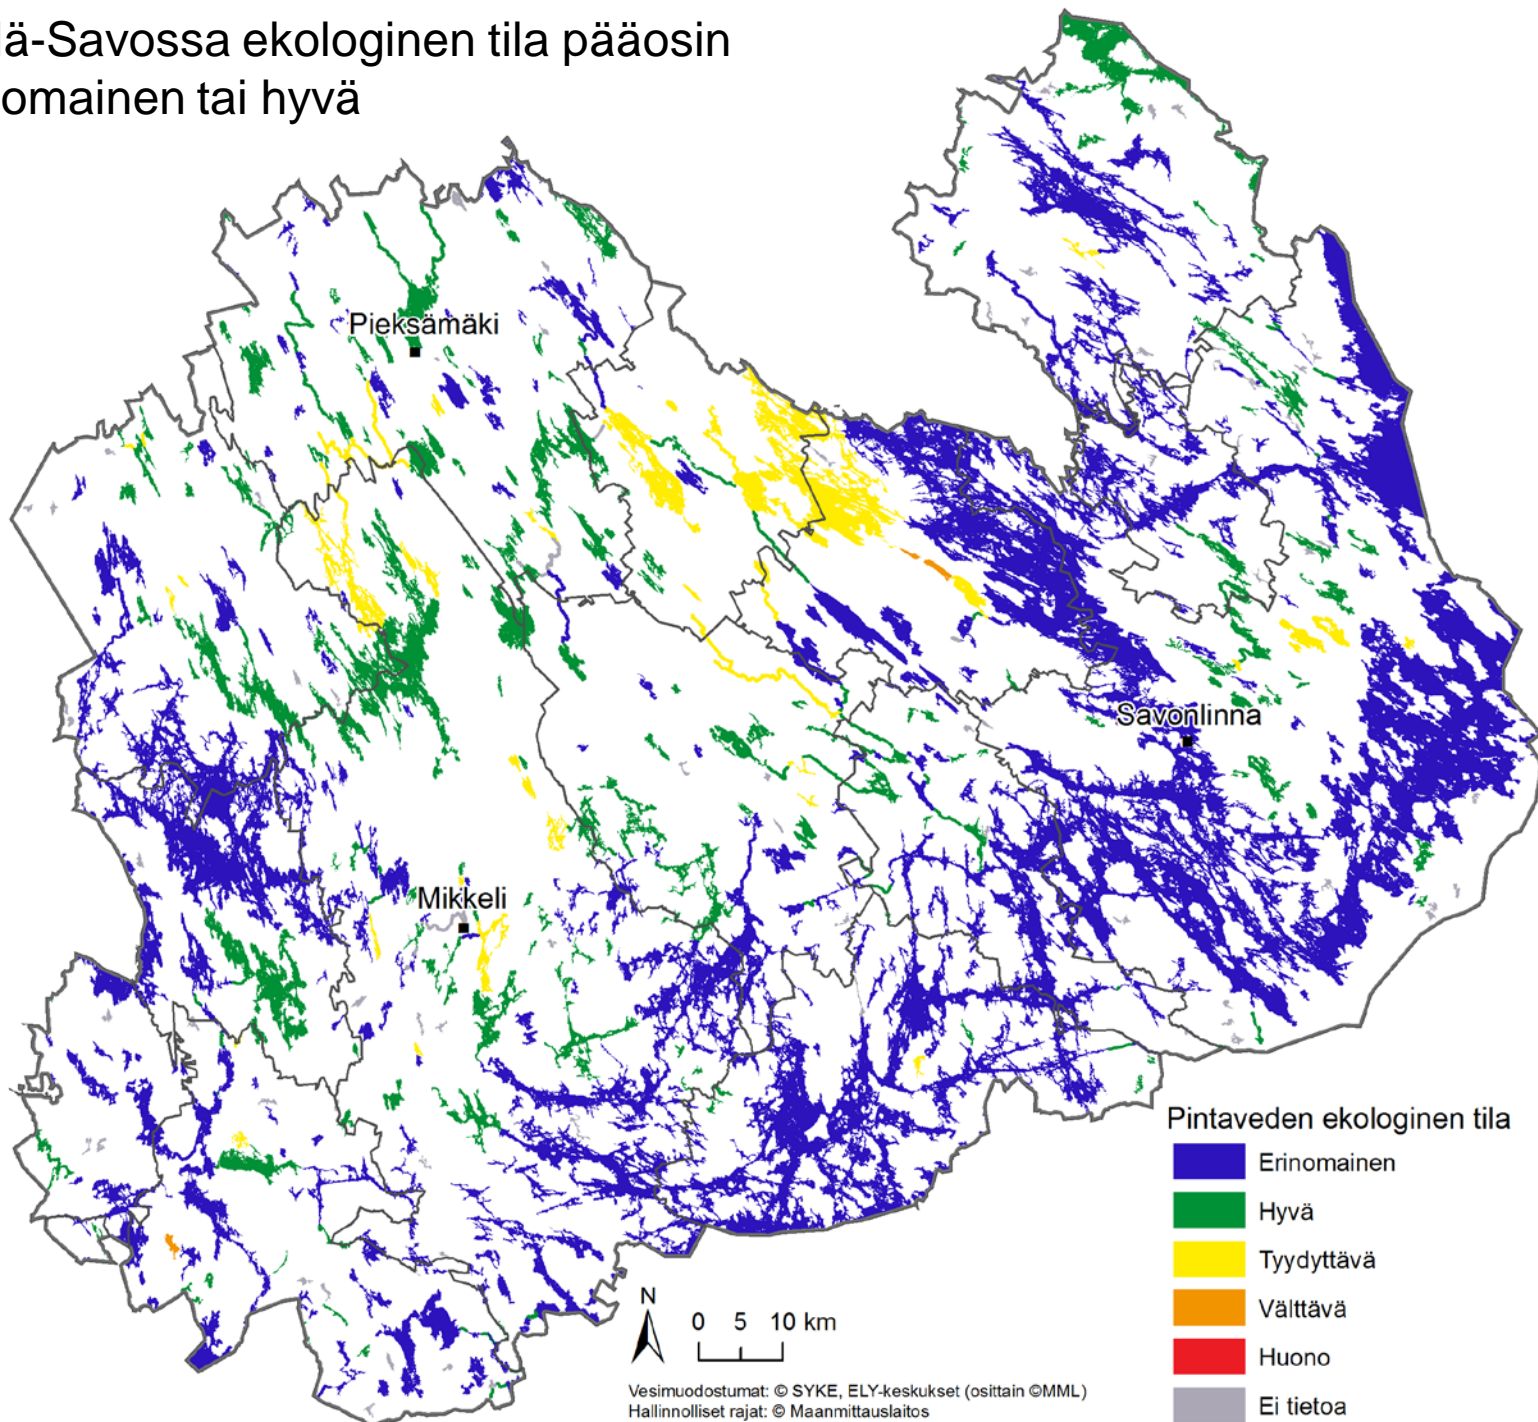 lä-Savossa ekologinen tila pääosin
omainen tai hyvä
Pieksämäki
Savonlinna
Mikkeli
Pintaveden ekologinen tila
Erinomainen
Hyvä
Tyydyttävä
Välttävä
Huono
Ei tietoa
N
0 5 10 km
Vesimuodostumat: © SYKE, ELY-keskukset (osittain ©MML)
Hallinnolliset rajat: © Maanmittauslaitos